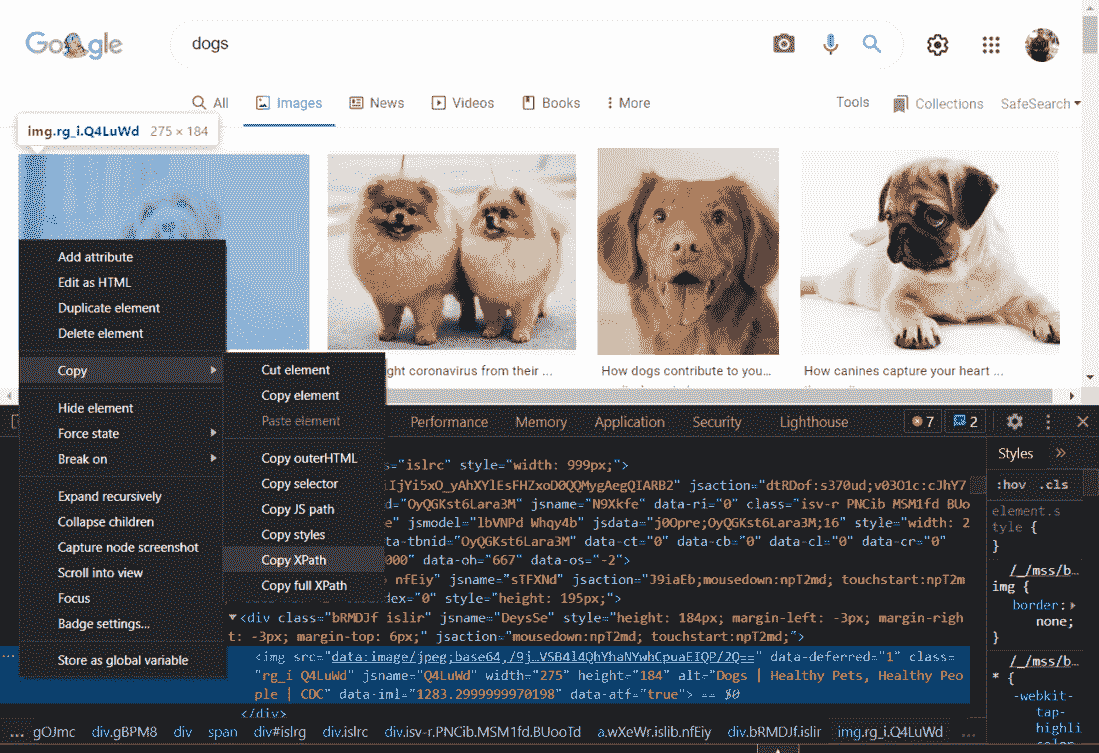 Google
dogs
All
Images
News
Videos
Books
More
Tools
Collections
SafeSearch
img.rg_i.Q4LuWd 275 × 184
ght coronavirus from their ...
How dogs contribute to you...
How canines capture your heart ...
Add attribute
Edit as HTML
Duplicate element
Delete element
Copy
Hide element
Force state
Break on
Expand recursively
Collapse children
Capture node screenshot
Scroll into view
Focus
Badge settings...
Store as global variable
Cut element
Copy element
Paste element
Copy outerHTML
Copy selector
Copy JS path
Copy styles
Copy XPath
Copy full XPath
Performance
Memory
Application
Security
Lighthouse
7
2
="islrc" style="width: 999px;">
iIjYi5xO_yAhXYlEsFHZxoD0QQMygAegQIARB2" jsaction="dtRDof:s370ud;v03O1c:cJhY7
d="OyQGKst6Lara3M" jsname="N9Xkfe" data-ri="0" class="isv-r PNCib MSM1fd BUo
e" jsmodel="lbVNPd Whqy4b" jsdata="j0Opre;OyQGKst6Lara3M;16" style="width: 2
ta-tbnid="OyQGKst6Lara3M" data-ct="0" data-cb="0" data-cl="0" data-cr="0"
000" data-oh="667" data-os="-2">
nfEiy" jsname="sTFXNd" jsaction="J9iaEb;mousedown:npT2md; touchstart:npT2m
ndex="0" style="height: 195px;">
<div class="bRMDJf islir" jsname="DeysSe" style="height: 184px; margin-left: -3px; margin-righ
t: -3px; margin-top: 6px;" jsaction="mousedown:npT2md; touchstart:npT2md;">
<img src="data:image/jpeg;base64,/9j…VSB4l4QhYhaNYwhCpuaEIQP/2Q==" data-deferred="1" class=
"rg_i Q4LuWd" jsname="Q4LuWd" width="275" height="184" alt="Dogs | Healthy Pets, Healthy Peo
ple | CDC" data-iml="1283.2999999970198" data-atf="true"> == $0
</div>
Styles
:hov .cls
element.s
tyle {
}
/_/mss/b…
img {
border:
none;
}
/_/mss/b…
* {
-webkit-
tap-
highli
... gOJmc div.gBPM8 div span div#islrg div.islrc div.isv-r.PNCib.MSM1fd.BUooTd a.wXeWr.islib.nfEiy div.bRMDJf.islir img.rg_i.Q4LuWd ...